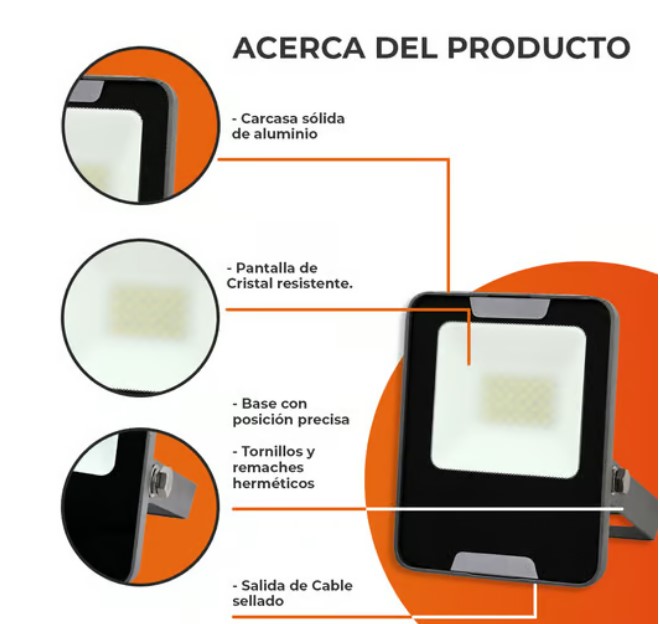 ACERCA DEL PRODUCTO
- Carcasa sólida
de aluminio
- Pantalla de
Cristal resistente.
- Base con
posición precisa
- Tornillos y
remaches
herméticos
- Salida de Cable
sellado